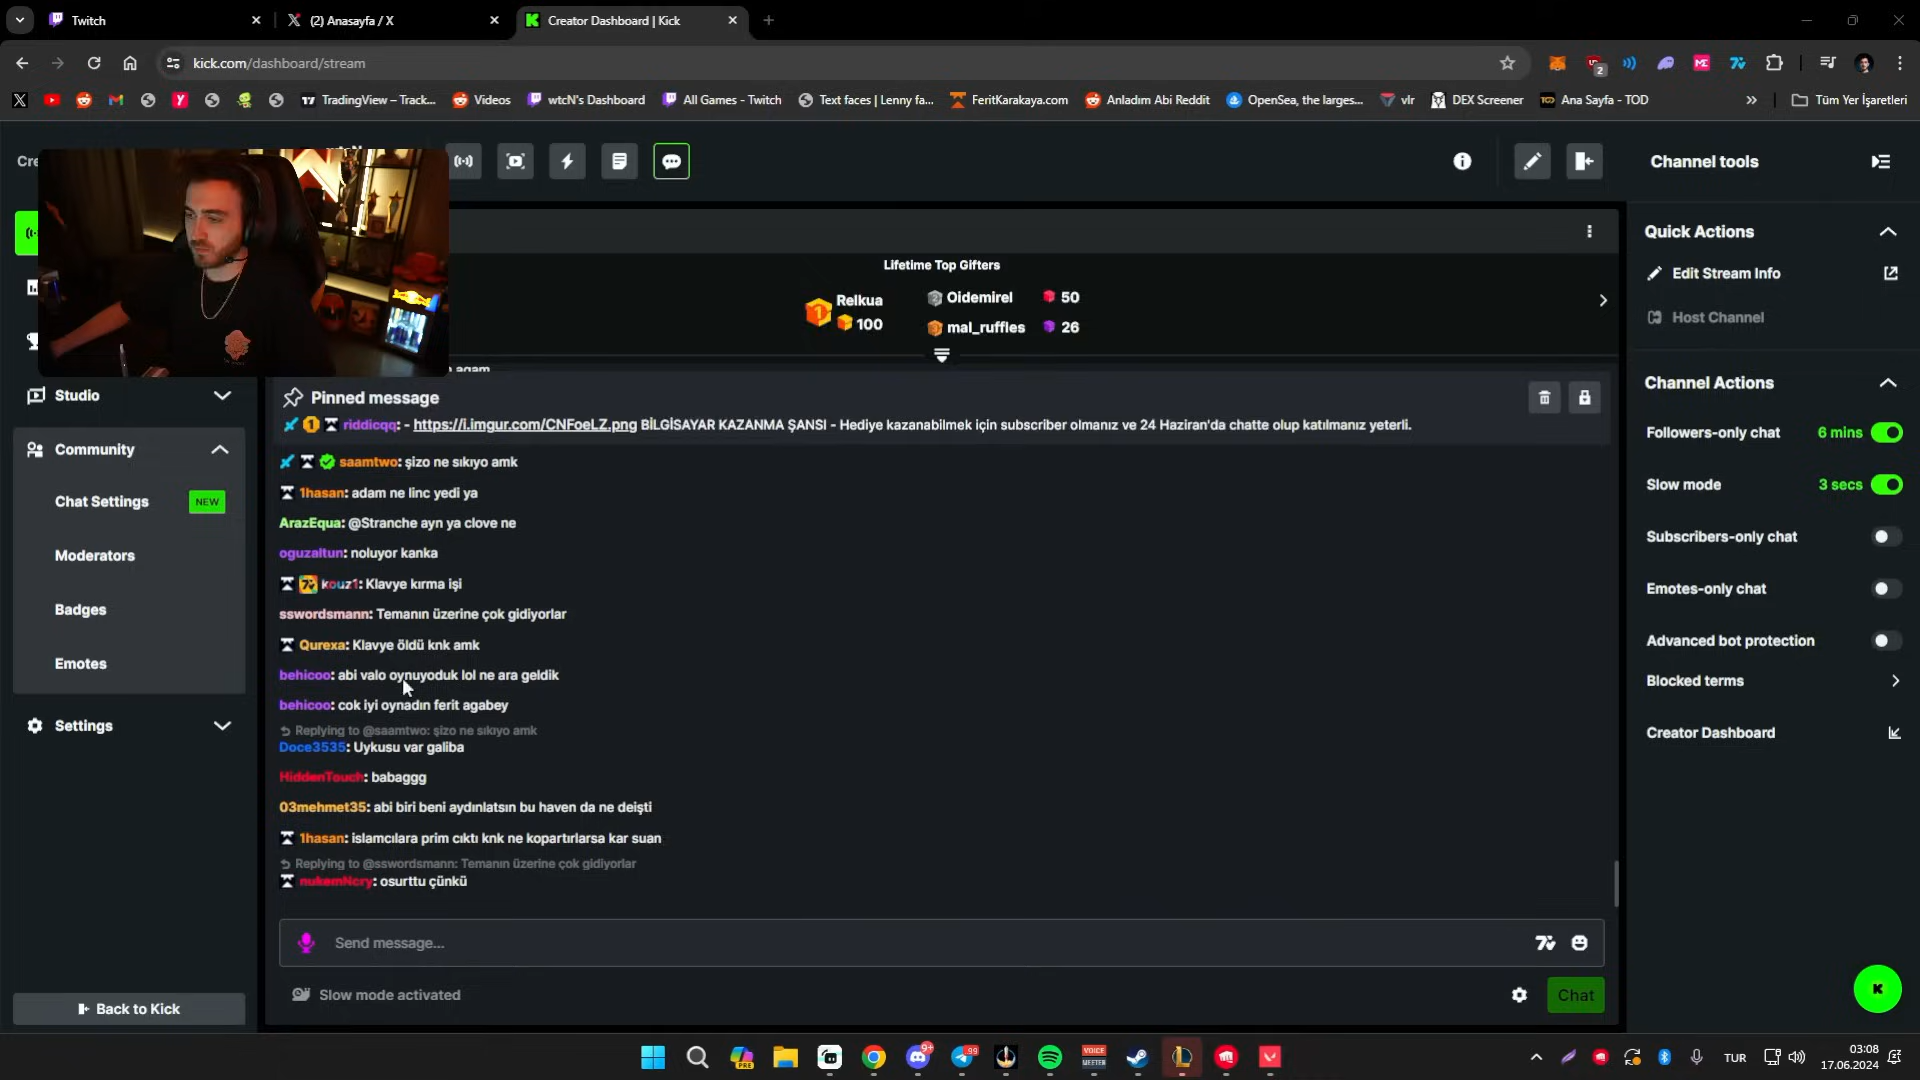 Twitch
(2) Anasayfa / X
Creator Dashboard | Kick
kick.com/dashboard/stream
TradingView – Track...
Videos
wtcN's Dashboard
All Games - Twitch
Text faces | Lenny fa...
FeritKarakaya.com
Anladım Abi Reddit
OpenSea, the larges...
vlr
DEX Screener
Ana Sayfa - TOD
Tüm Yer İşaretleri
Channel tools
Lifetime Top Gifters
Relkua
100
Oidemirel 50
mal_ruffles 26
Quick Actions
Edit Stream Info
Host Channel
Channel Actions
Followers-only chat 6 mins
Slow mode 3 secs
Subscribers-only chat
Emotes-only chat
Advanced bot protection
Blocked terms
Creator Dashboard
Studio
Community
Chat Settings NEW
Moderators
Badges
Emotes
Settings
Back to Kick
agam
Pinned message
riddicqq: - https://i.imgur.com/CNFoeLZ.png BİLGİSAYAR KAZANMA ŞANSI - Hediye kazanabilmek için subscriber olmanız ve 24 Haziran'da chatte olup katılmanız yeterli.
saamtwo: şizo ne sıkıyo amk
1hasan: adam ne linc yedi ya
ArazEqua: @Stranche ayn ya clove ne
oguzaltun: noluyor kanka
kouz1: Klavye kırma işi
sswordsmann: Temanın üzerine çok gidiyorlar
Qurexa: Klavye öldü knk amk
behicoo: abi valo oynuyoduk lol ne ara geldik
behicoo: cok iyi oynadın ferit agabey
Replying to @saamtwo: şizo ne sıkıyo amk
Doce3535: Uykusu var galiba
HiddenTouch: babaggg
03mehmet35: abi biri beni aydınlatsın bu haven da ne deişti
1hasan: islamcılara prim cıktı knk ne kopartırlarsa kar suan
Replying to @sswordsmann: Temanın üzerine çok gidiyorlar
nukemNcry: osurttu çünkü
Send message...
Slow mode activated
Chat
TUR
03:08
17.06.2024